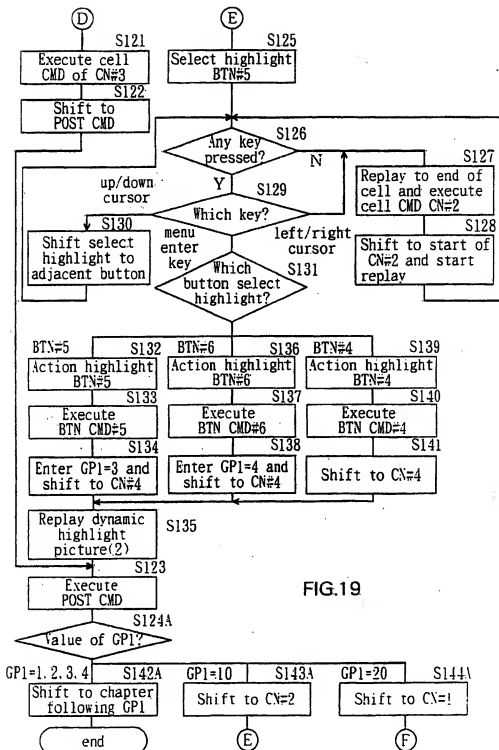 D
E
S121
Execute cell
CMD of CN#3
S122
Shift to
POST CMD
S125
Select highlight
BTN#5
S126
Any key
pressed?
N
Y
S127
Replay to end of
cell and execute
cell CMD CN#2
S128
Shift to start of
CN#2 and start
replay
up/down
cursor
S129
Which key?
S130
Shift select
highlight to
adjacent button
menu
enter
key
left/right
cursor
S131
Which
button select
highlight?
BTN#5
S132
Action highlight
BTN#5
S133
Execute
BTN CMD#5
S134
Enter GP1=3 and
shift to CN#4
BTN#6
S136
Action highlight
BTN#6
S137
Execute
BTN CMD#6
S138
Enter GP1=4 and
shift to CN#4
BTN#4
S139
Action highlight
BTN#4
S140
Execute
BTN CMD#4
S141
Shift to CN=4
Replay dynamic
highlight
picture(2)
S135
S123
Execute
POST CMD
FIG.19
S124A
Value of GP1?
GP1=1.2.3.4
S142A
Shift to chapter
following GP1
end
GP1=10
S143A
Shift to CN=2
E
GP1=20
S144A
Shift to CN=!
F